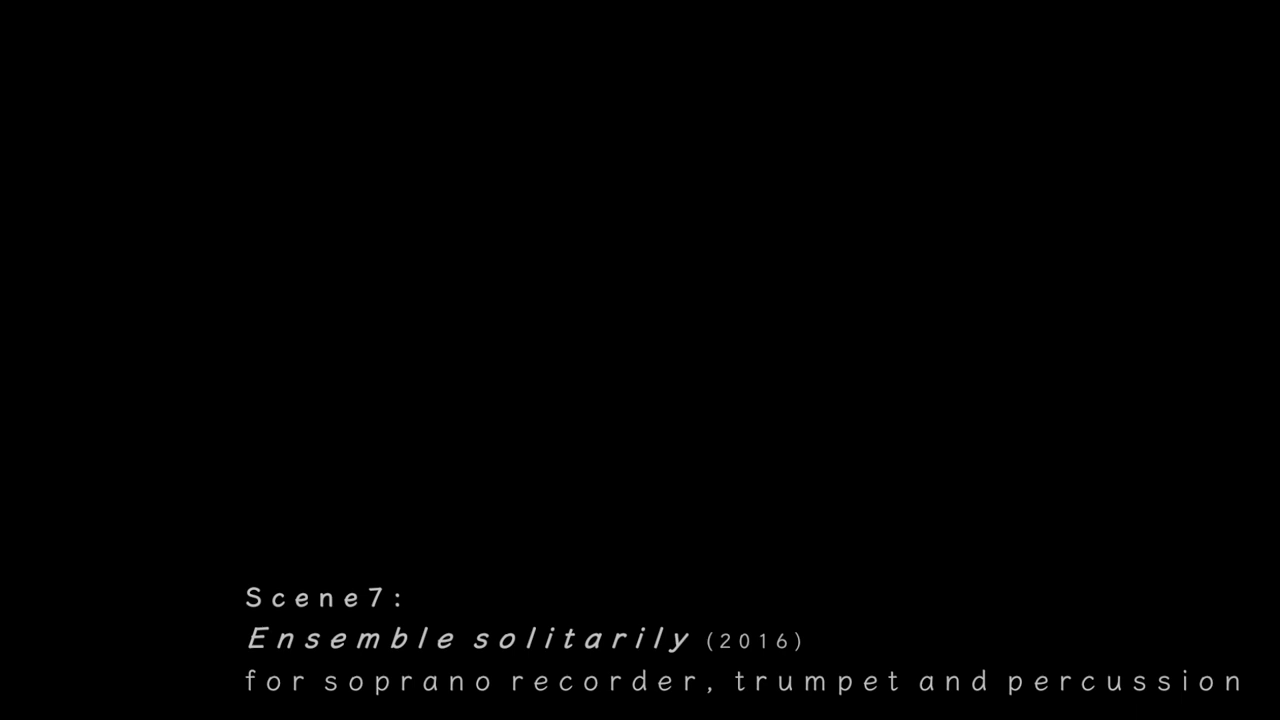 Scene7:
Ensemble solitarily (2016)
for soprano recorder, trumpet and percussion